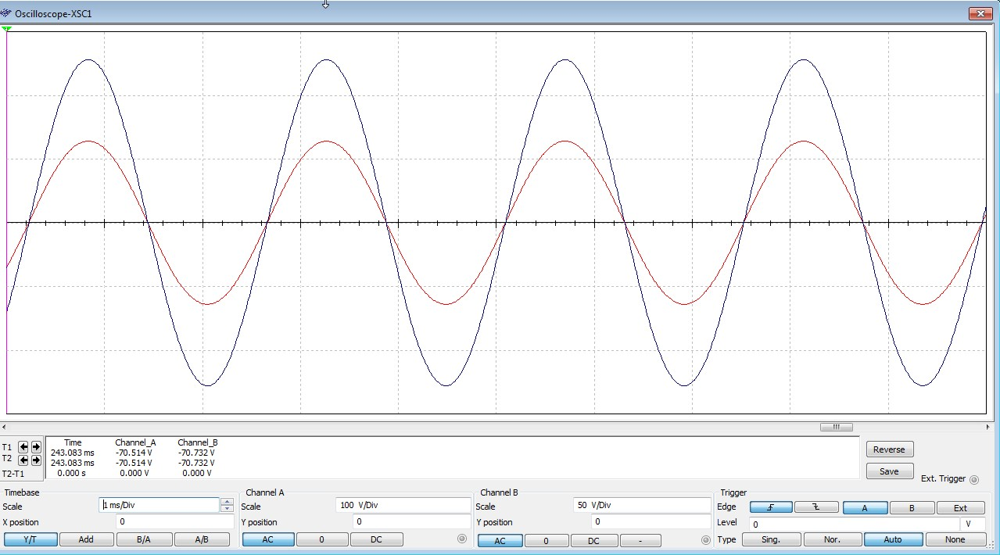 Oscilloscope-XSC1
T1
T2
T2-T1
Time Channel_A Channel_B
243.083 ms -70.514 V -70.732 V
243.083 ms -70.514 V -70.732 V
0.000 s 0.000 V 0.000 V
Reverse
Save
Ext. Trigger
Timebase
Scale 1 ms/Div
X position 0
Y/T Add B/A A/B
Channel A
Scale 100 V/Div
Y position 0
AC 0 DC
Channel B
Scale 50 V/Div
Y position 0
AC 0 DC -
Trigger
Edge A B Ext
Level 0 V
Type Sing. Nor. Auto None